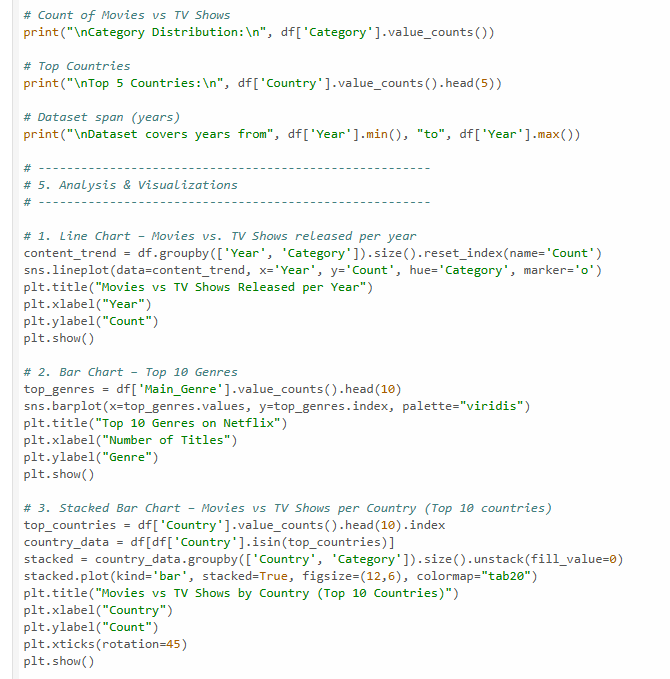 # Count of Movies vs TV Shows
print("\nCategory Distribution:\n", df['Category'].value_counts())
# Top Countries
print("\nTop 5 Countries:\n", df['Country'].value_counts().head(5))
# Dataset span (years)
print("\nDataset covers years from", df['Year'].min(), "to", df['Year'].max())
# -------------------------------------------------------
# 5. Analysis & Visualizations
# -------------------------------------------------------
# 1. Line Chart – Movies vs. TV Shows released per year
content_trend = df.groupby(['Year', 'Category']).size().reset_index(name='Count')
sns.lineplot(data=content_trend, x='Year', y='Count', hue='Category', marker='o')
plt.title("Movies vs TV Shows Released per Year")
plt.xlabel("Year")
plt.ylabel("Count")
plt.show()
# 2. Bar Chart – Top 10 Genres
top_genres = df['Main_Genre'].value_counts().head(10)
sns.barplot(x=top_genres.values, y=top_genres.index, palette="viridis")
plt.title("Top 10 Genres on Netflix")
plt.xlabel("Number of Titles")
plt.ylabel("Genre")
plt.show()
# 3. Stacked Bar Chart – Movies vs TV Shows per Country (Top 10 countries)
top_countries = df['Country'].value_counts().head(10).index
country_data = df[df['Country'].isin(top_countries)]
stacked = country_data.groupby(['Country', 'Category']).size().unstack(fill_value=0)
stacked.plot(kind='bar', stacked=True, figsize=(12,6), colormap="tab20")
plt.title("Movies vs TV Shows by Country (Top 10 Countries)")
plt.xlabel("Country")
plt.ylabel("Count")
plt.xticks(rotation=45)
plt.show()